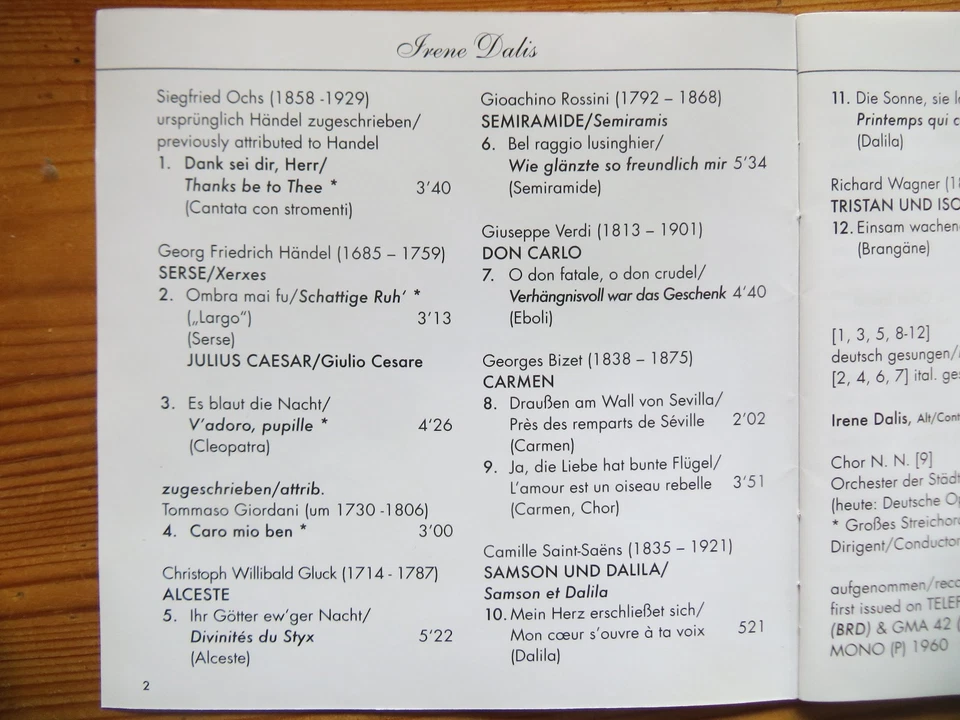 Irene Dalis
Siegfried Ochs (1858 -1929)
ursprünglich Händel zugeschrieben/
previously attributed to Handel
1. Dank sei dir, Herr/
Thanks be to Thee * 3’40
(Cantata con stromenti)
Georg Friedrich Händel (1685 – 1759)
SERSE/Xerxes
2. Ombra mai fu/Schattige Ruh’ *
(„Largo“) 3’13
(Serse)
JULIUS CAESAR/Giulio Cesare
3. Es blaut die Nacht/
V’adoro, pupille * 4’26
(Cleopatra)
zugeschrieben/attrib.
Tommaso Giordani (um 1730 -1806)
4. Caro mio ben * 3’00
Christoph Willibald Gluck (1714 - 1787)
ALCESTE
5. Ihr Götter ew’ger Nacht/
Divinités du Styx 5’22
(Alceste)
2
Gioachino Rossini (1792 – 1868)
SEMIRAMIDE/Semiramis
6. Bel raggio lusinghier/
Wie glänzte so freundlich mir 5’34
(Semiramide)
Giuseppe Verdi (1813 – 1901)
DON CARLO
7. O don fatale, o don crudel/
Verhängnisvoll war das Geschenk 4’40
(Eboli)
Georges Bizet (1838 – 1875)
CARMEN
8. Draußen am Wall von Sevilla/
Près des remparts de Séville 2’02
(Carmen)
9. Ja, die Liebe hat bunte Flügel/
L’amour est un oiseau rebelle 3’51
(Carmen, Chor)
Camille Saint-Saëns (1835 – 1921)
SAMSON UND DALILA/
Samson et Dalila
10. Mein Herz erschließet sich/
Mon cœur s’ouvre à ta voix 521
(Dalila)
11. Die Sonne, sie
Printemps qui
(Dalila)
Richard Wagner
TRISTAN UND
12. Einsam
(Brangäne)
[1, 3, 5, 8-12]
deutsch gesungen/
[2, 4, 6, 7] ital.
Irene Dalis,
Chor N. N. [9]
Orchester der
(heute: Deutsche
* Großes
Dirigent/Conductor
aufgenommen/
first issued on
(BRD) & GMA 42
MONO (P) 1960